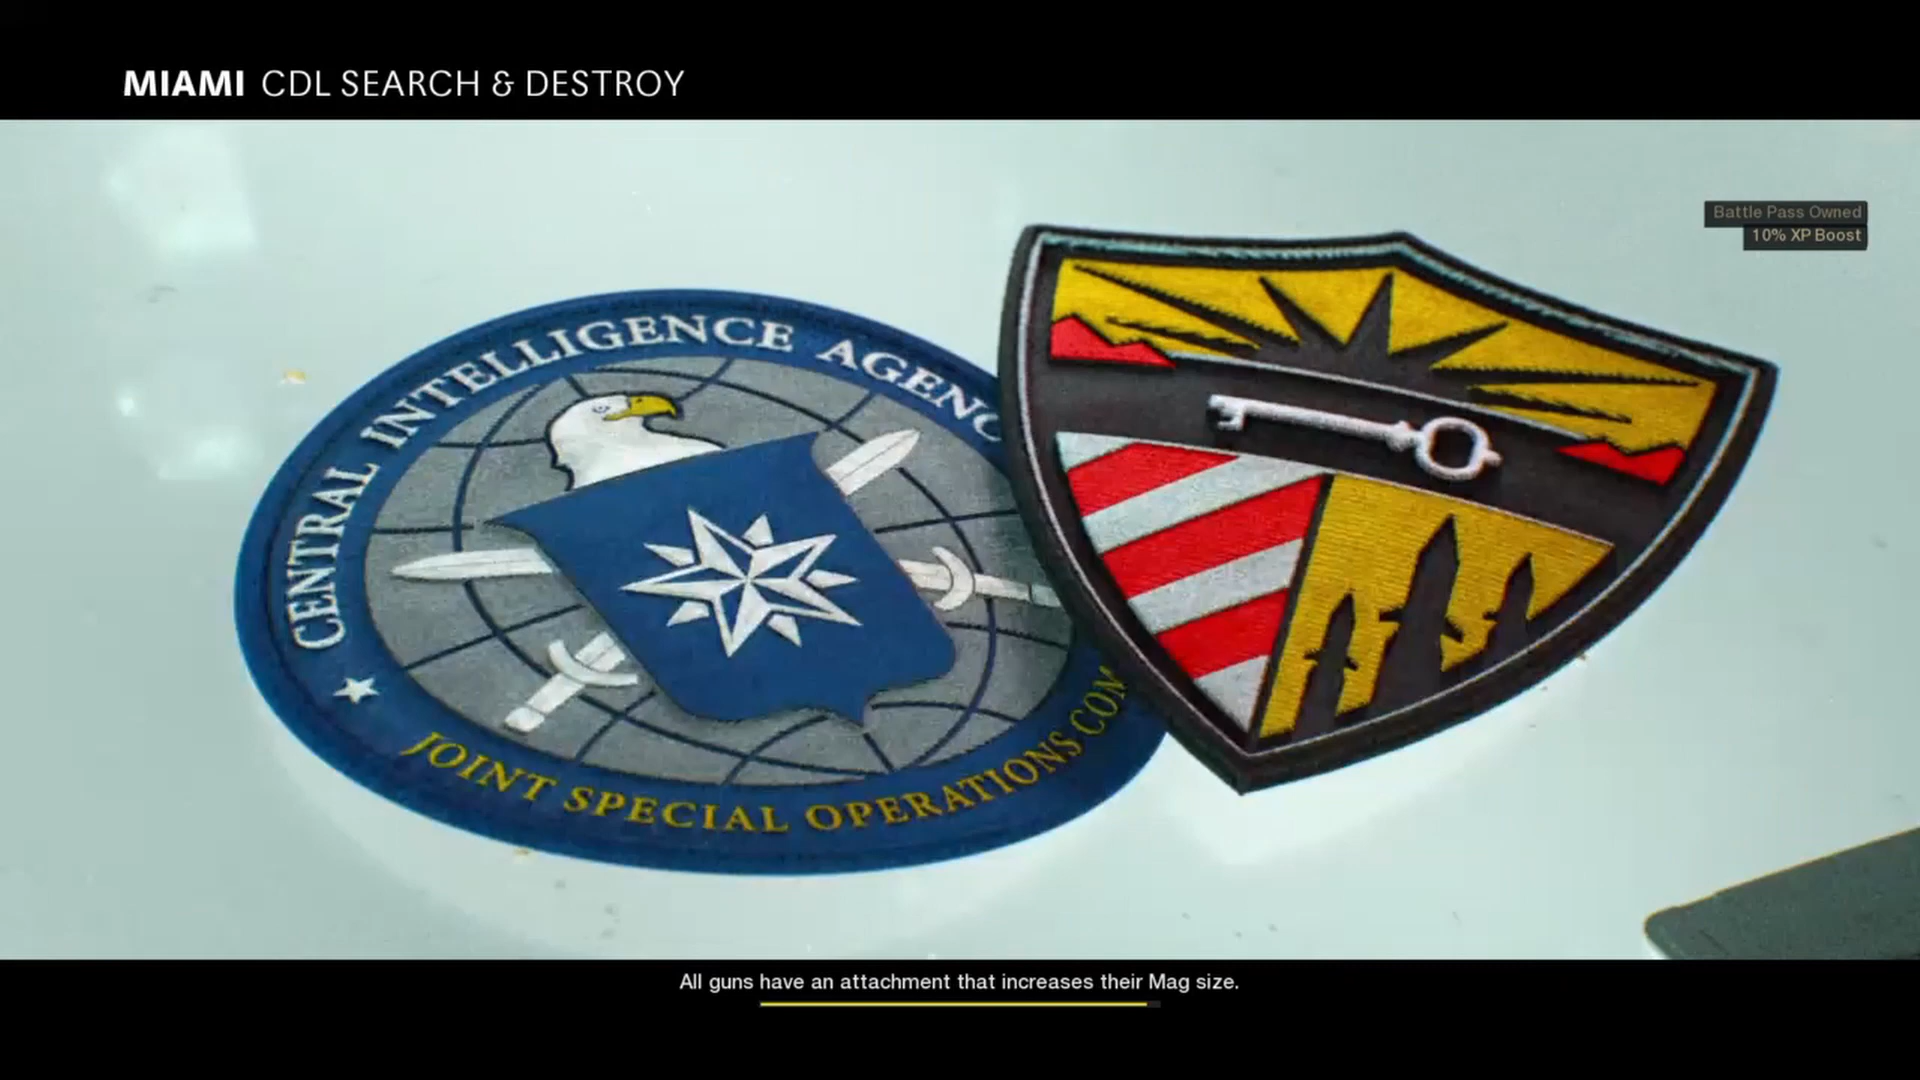 MIAMI CDL SEARCH & DESTROY
Battle Pass Owned
10% XP Boost
CENTRAL INTELLIGENCE AGENC
JOINT SPECIAL OPERATIONS COM
All guns have an attachment that increases their Mag size.